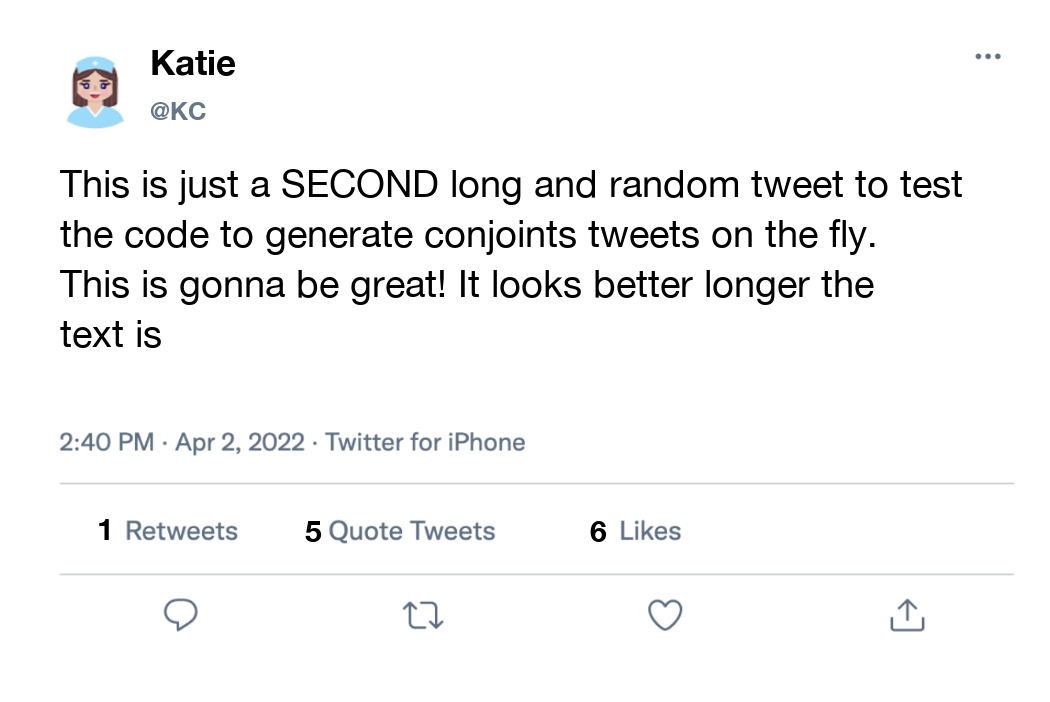 Katie
@KC
This is just a SECOND long and random tweet to test
the code to generate conjoints tweets on the fly.
This is gonna be great! It looks better longer the
text is
2:40 PM · Apr 2, 2022 · Twitter for iPhone
1 Retweets 5 Quote Tweets 6 Likes